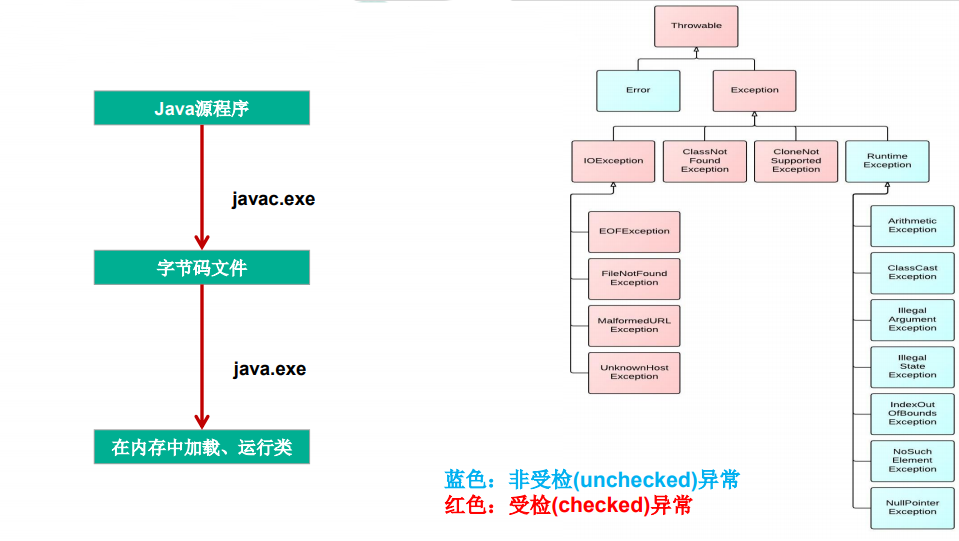 Java源程序
javac.exe
字节码文件
java.exe
在内存中加载、运行类
Throwable
Error
Exception
IOException
ClassNot
Found
Exception
CloneNot
Supported
Exception
Runtime
Exception
EOFException
FileNotFound
Exception
MalformedURL
Exception
UnknownHost
Exception
Arithmetic
Exception
ClassCast
Exception
Illegal
Argument
Exception
Illegal
State
Exception
IndexOut
OfBounds
Exception
NoSuch
Element
Exception
NullPointer
Exception
蓝色：非受检(unchecked)异常
红色：受检(checked)异常